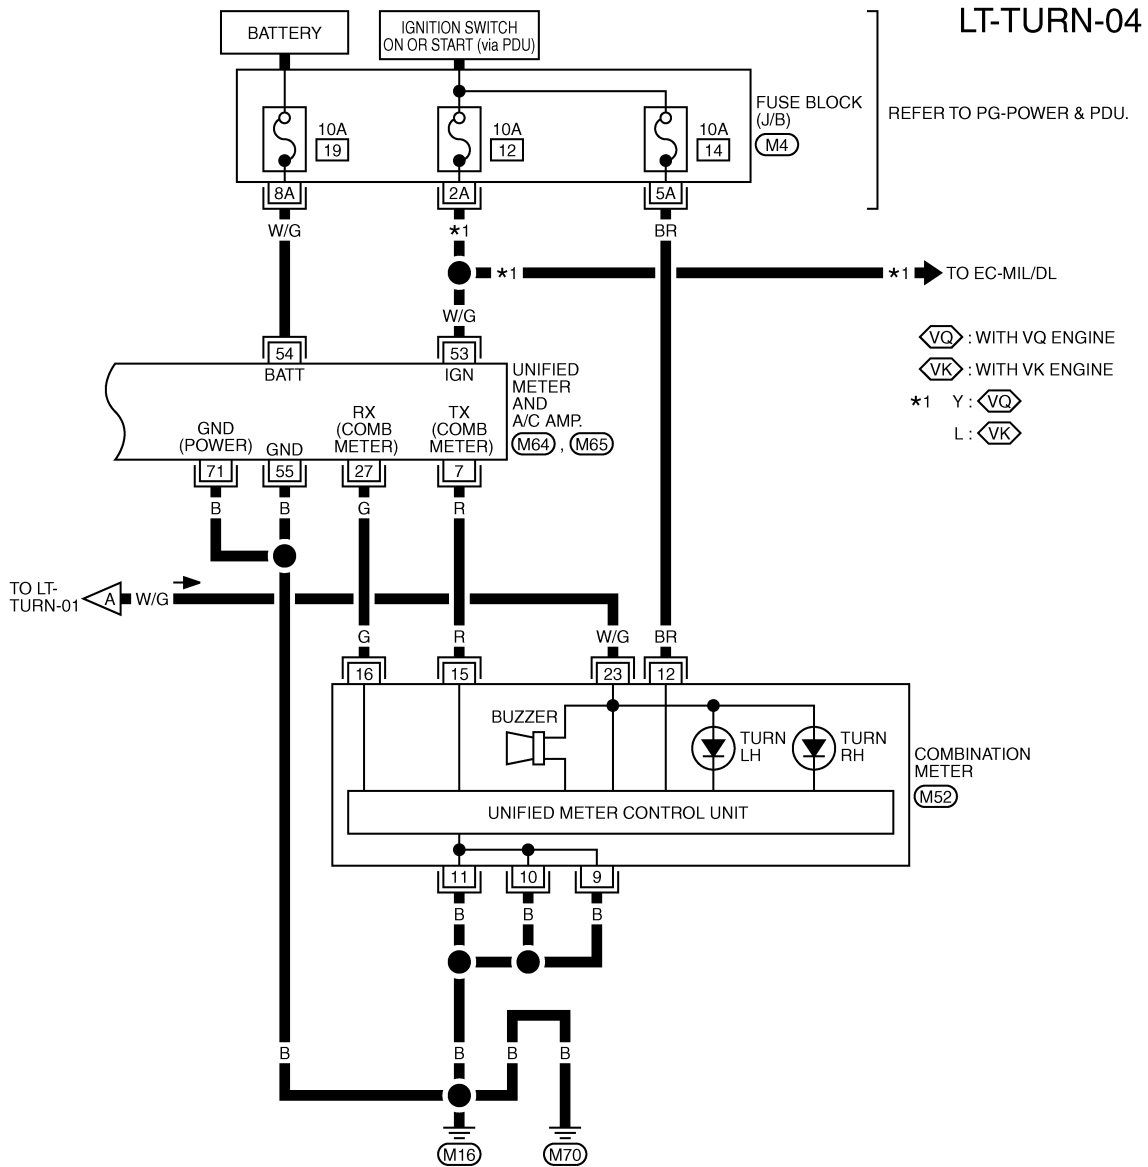 LT-TURN-04
BATTERY
IGNITION SWITCH
ON OR START (via PDU)
FUSE BLOCK
(J/B)
M4
REFER TO PG-POWER & PDU.
10A
19
10A
12
10A
14
8A
2A
5A
W/G
*1
BR
*1
*1
TO EC-MIL/DL
W/G
VQ : WITH VQ ENGINE
VK : WITH VK ENGINE
*1 Y : VQ
L : VK
54
53
BATT
IGN
UNIFIED
METER
AND
A/C AMP.
M64 , M65
GND
(POWER)
GND
RX
(COMB
METER)
TX
(COMB
METER)
71
55
27
7
B
B
G
R
TO LT-
TURN-01
A
W/G
G
R
W/G
BR
16
15
23
12
BUZZER
TURN
LH
TURN
RH
COMBINATION
METER
M52
UNIFIED METER CONTROL UNIT
11
10
9
B
B
B
B
B
B
B
M16
M70